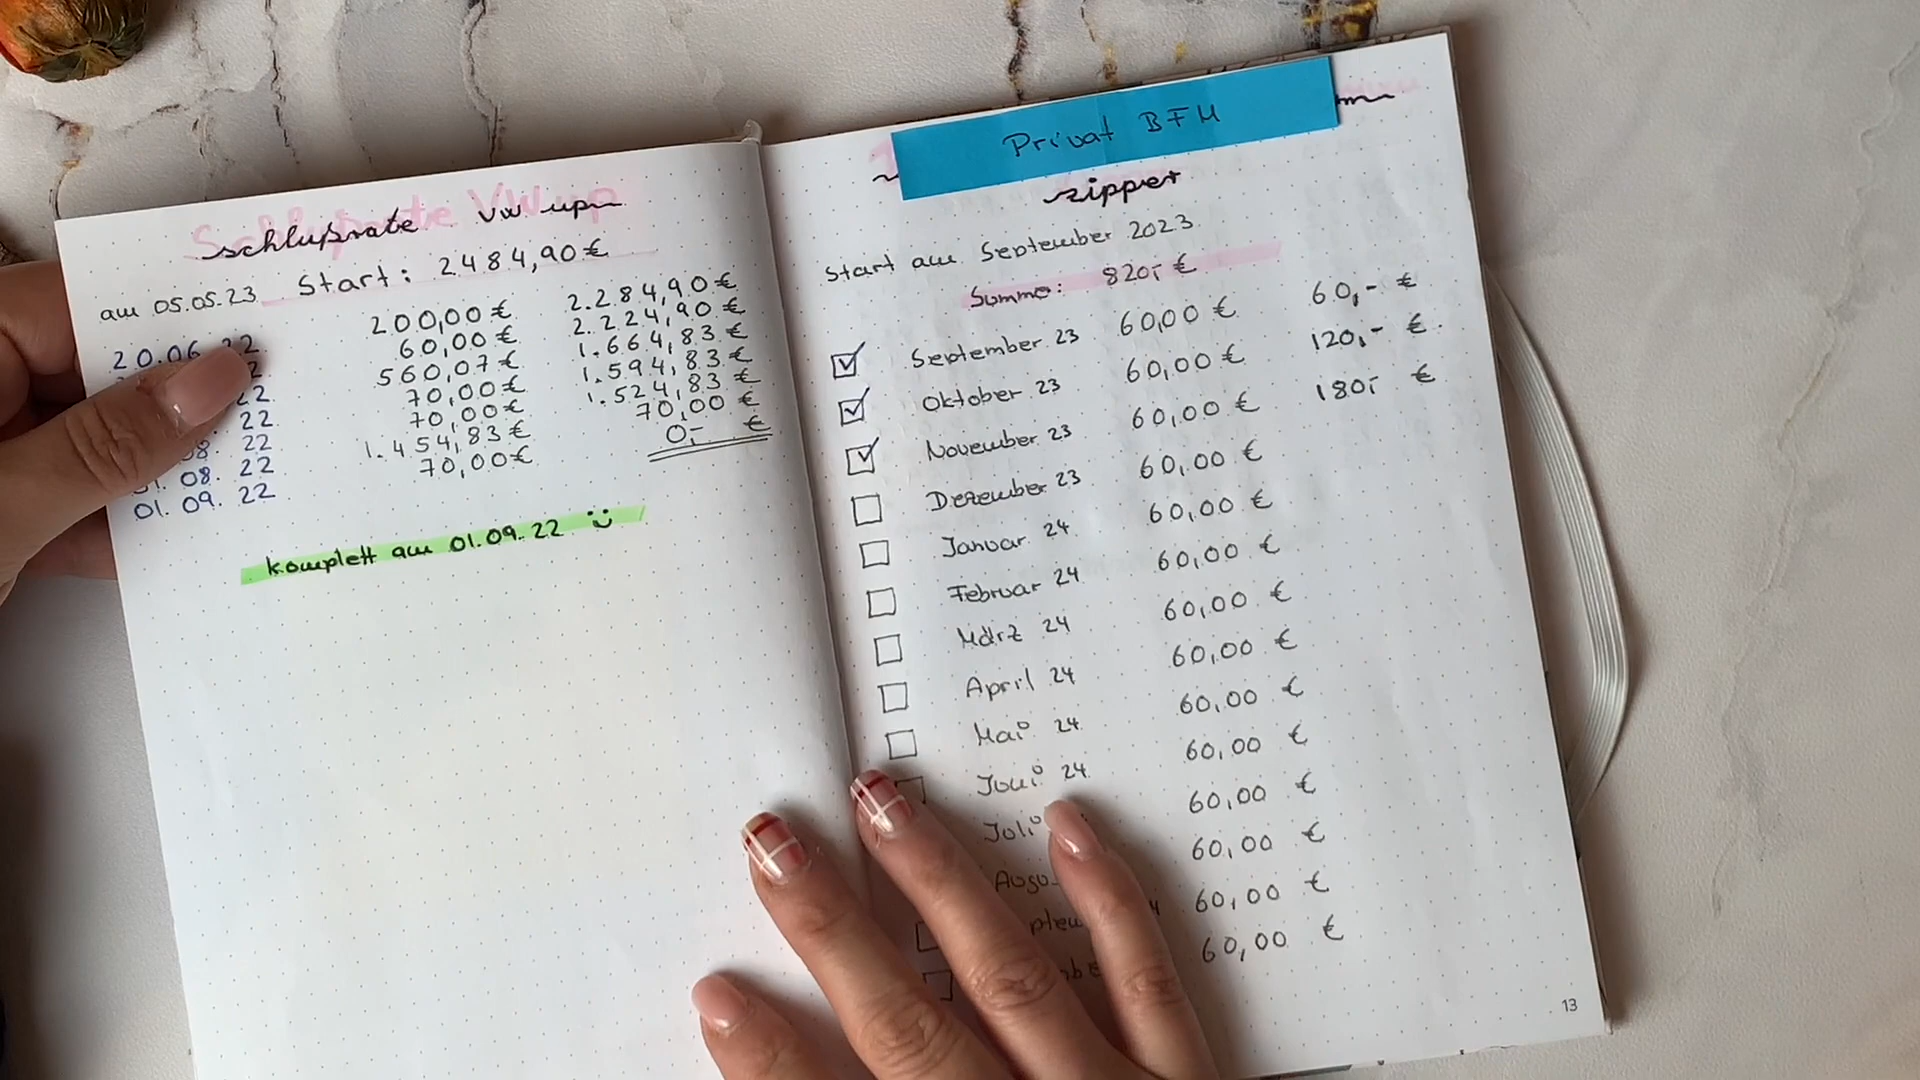 Schlußrate VW up
Start: 2484,90 €
am 05.05.23
20.06.22 200,00 € 2.284,90 €
60,00 € 2.224,90 €
22 560,07 € 1.664,83 €
22 70,00 € 1.594,83 €
08. 22 70,00 € 1.524,83 €
01. 08. 22 1.454,83 € 70,00 €
01. 09. 22 70,00 € 0,- €
komplett am 01.09.22
Privat BFM
zipper
Start am September 2023
Summe: 820,- €
September 23 60,00 € 60,- €
Oktober 23 60,00 € 120,- €
November 23 60,00 € 180,- €
Dezember 23 60,00 €
Januar 24 60,00 €
Februar 24 60,00 €
März 24 60,00 €
April 24 60,00 €
Mai 24 60,00 €
Juni 24 60,00 €
Juli 60,00 €
60,00 €
60,00 €
60,00 €
13